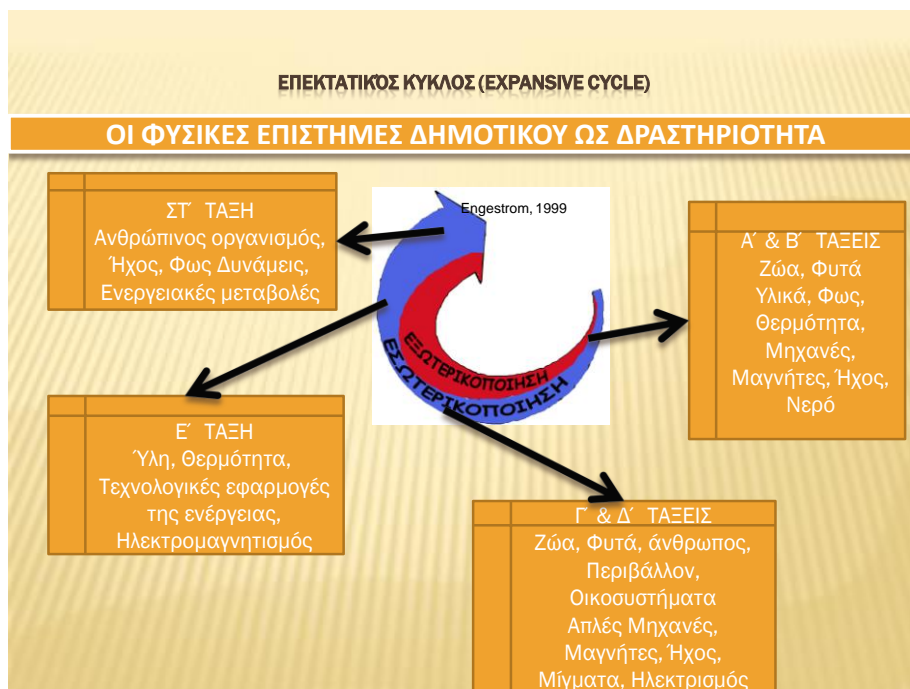 ΕΠΕΚΤΑΤΙΚΌΣ ΚΎΚΛΟΣ (EXPANSIVE CYCLE)
ΟΙ ΦΥΣΙΚΕΣ ΕΠΙΣΤΗΜΕΣ ΔΗΜΟΤΙΚΟΥ ΩΣ ΔΡΑΣΤΗΡΙΟΤΗΤΑ
ΣΤ΄ ΤΑΞΗ
Ανθρώπινος οργανισμός,
Ήχος, Φως Δυνάμεις,
Ενεργειακές μεταβολές
Engestrom, 1999
ΕΞΩΤΕΡΙΚΟΠΟΙΗΣΗ
ΕΣΩΤΕΡΙΚΟΠΟΙΗΣΗ
Α΄ & Β΄ ΤΑΞΕΙΣ
Ζώα, Φυτά
Υλικά, Φως,
Θερμότητα,
Μηχανές,
Μαγνήτες, Ήχος,
Νερό
Ε΄ ΤΑΞΗ
Ύλη, Θερμότητα,
Τεχνολογικές εφαρμογές
της ενέργειας,
Ηλεκτρομαγνητισμός
Γ΄ & Δ΄ ΤΑΞΕΙΣ
Ζώα, Φυτά, άνθρωπος,
Περιβάλλον,
Οικοσυστήματα
Απλές Μηχανές,
Μαγνήτες, Ήχος,
Μίγματα, Ηλεκτρισμός